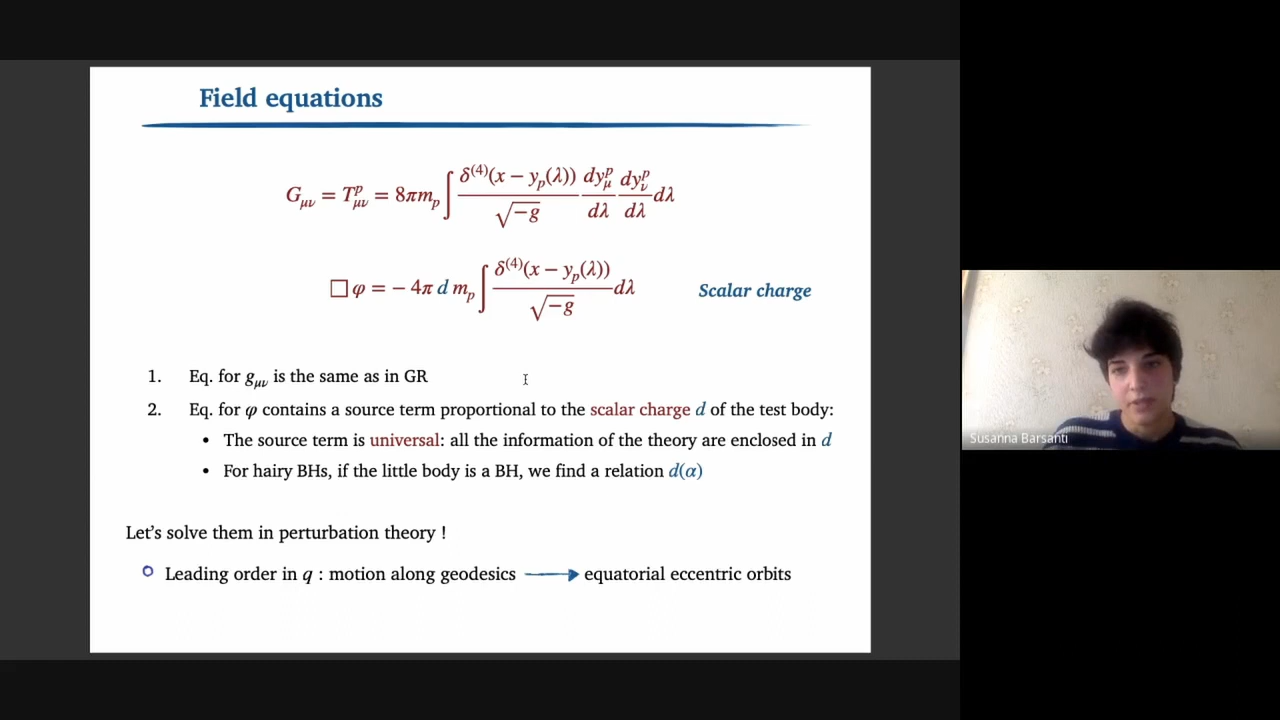 Field equations
G_{μν} = T^p_{μν} = 8πm_p ∫ \frac{δ^{(4)}(x − y_p(λ))}{√−g} \frac{dy^p_μ}{dλ} \frac{dy^p_ν}{dλ} dλ
□φ = − 4π d m_p ∫ \frac{δ^{(4)}(x − y_p(λ))}{√−g} dλ Scalar charge
1. Eq. for g_{μν} is the same as in GR
2. Eq. for φ contains a source term proportional to the scalar charge d of the test body:
• The source term is universal: all the information of the theory are enclosed in d
• For hairy BHs, if the little body is a BH, we find a relation d(α)
Let's solve them in perturbation theory !
Leading order in q : motion along geodesics → equatorial eccentric orbits
Susanna Barsanti